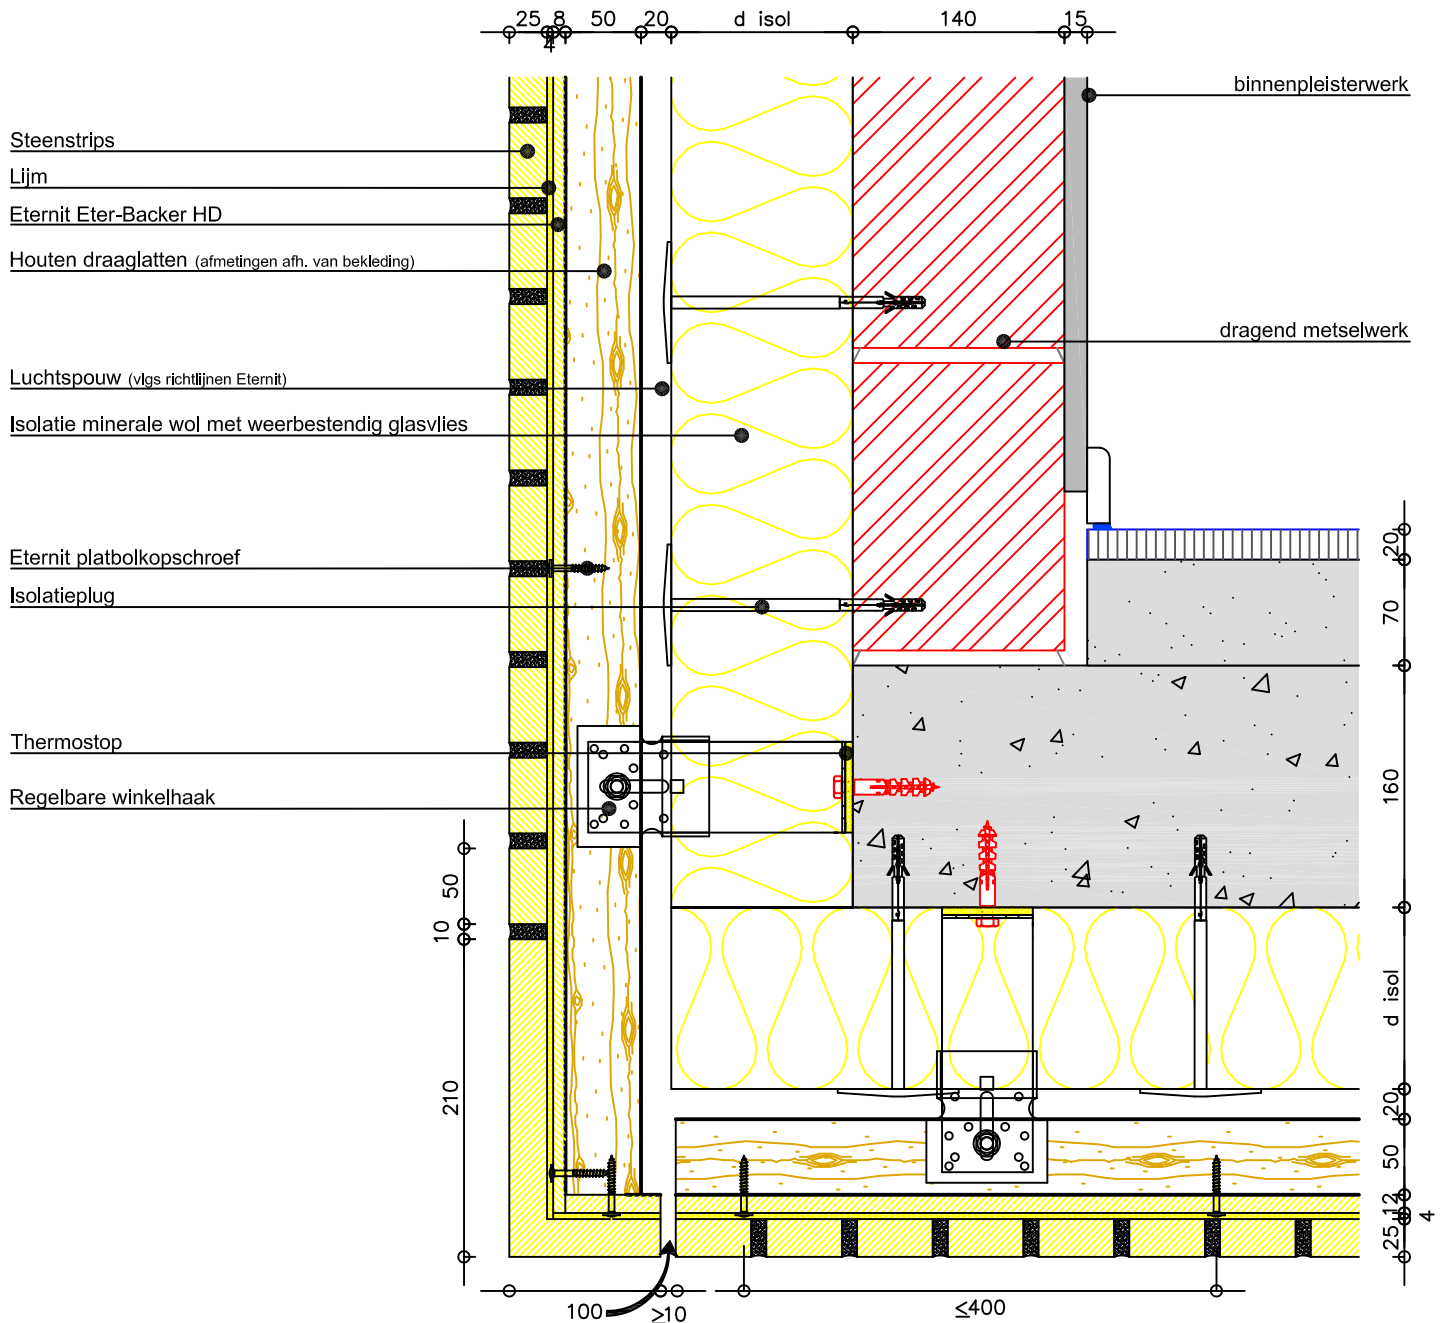 25 4 8 50 20 d isol 140 15
binnenpleisterwerk
Steenstrips
Lijm
Eternit Eter-Backer HD
Houten draaglatten (afmetingen afh. van bekleding)
dragend metselwerk
Luchtspouw (vlgs richtlijnen Eternit)
Isolatie minerale wol met weerbestendig glasvlies
Eternit platbolkopschroef
Isolatieplug
Thermostop
Regelbare winkelhaak
20
70
160
d isol
20
50
12
4
25
50
10
210
100
≥10
≤400